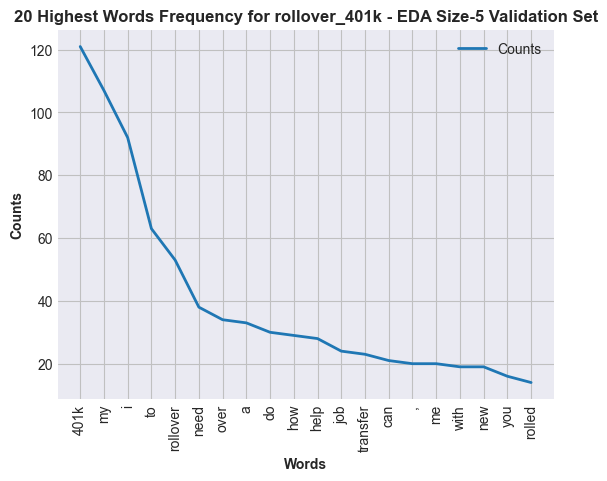 20 Highest Words Frequency for rollover_401k - EDA Size-5 Validation Set
Counts
120
100
80
60
40
20
Counts
401k
my
i
to
rollover
need
over
a
do
how
help
job
transfer
can
,
me
with
new
you
rolled
Words